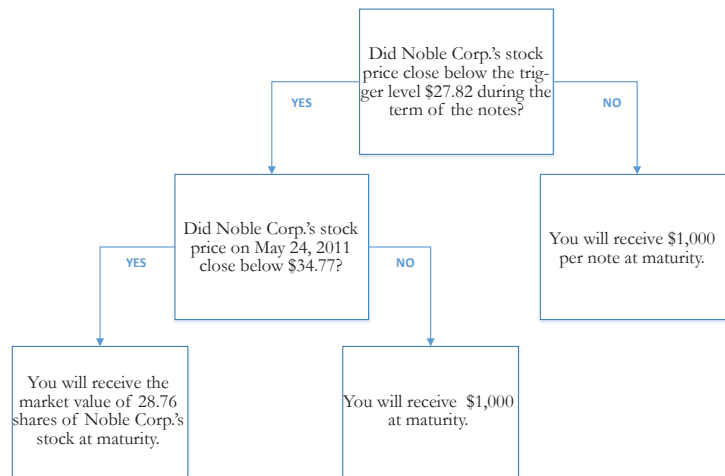 Did Noble Corp.'s stock
price close below the trig-
ger level $27.82 during the
term of the notes?
YES
NO
Did Noble Corp.'s stock
price on May 24, 2011
close below $34.77?
You will receive $1,000
per note at maturity.
YES
NO
You will receive the
market value of 28.76
shares of Noble Corp.'s
stock at maturity.
You will receive $1,000
at maturity.